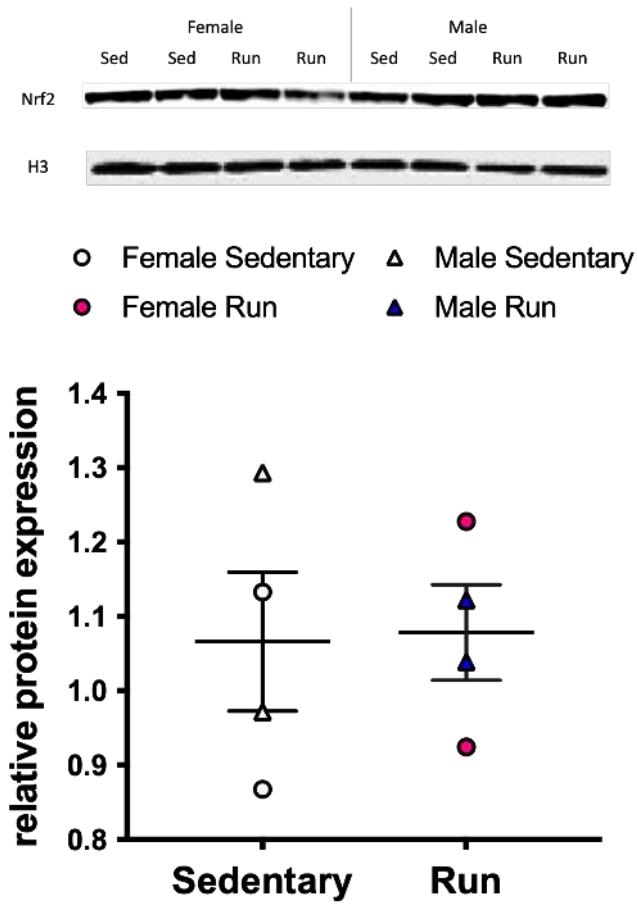 Female Male
Sed Sed Run Run Sed Sed Run Run
Nrf2
H3
Female Sedentary Male Sedentary
Female Run Male Run
relative protein expression
1.4
1.3
1.2
1.1
1.0
0.9
0.8
Sedentary Run